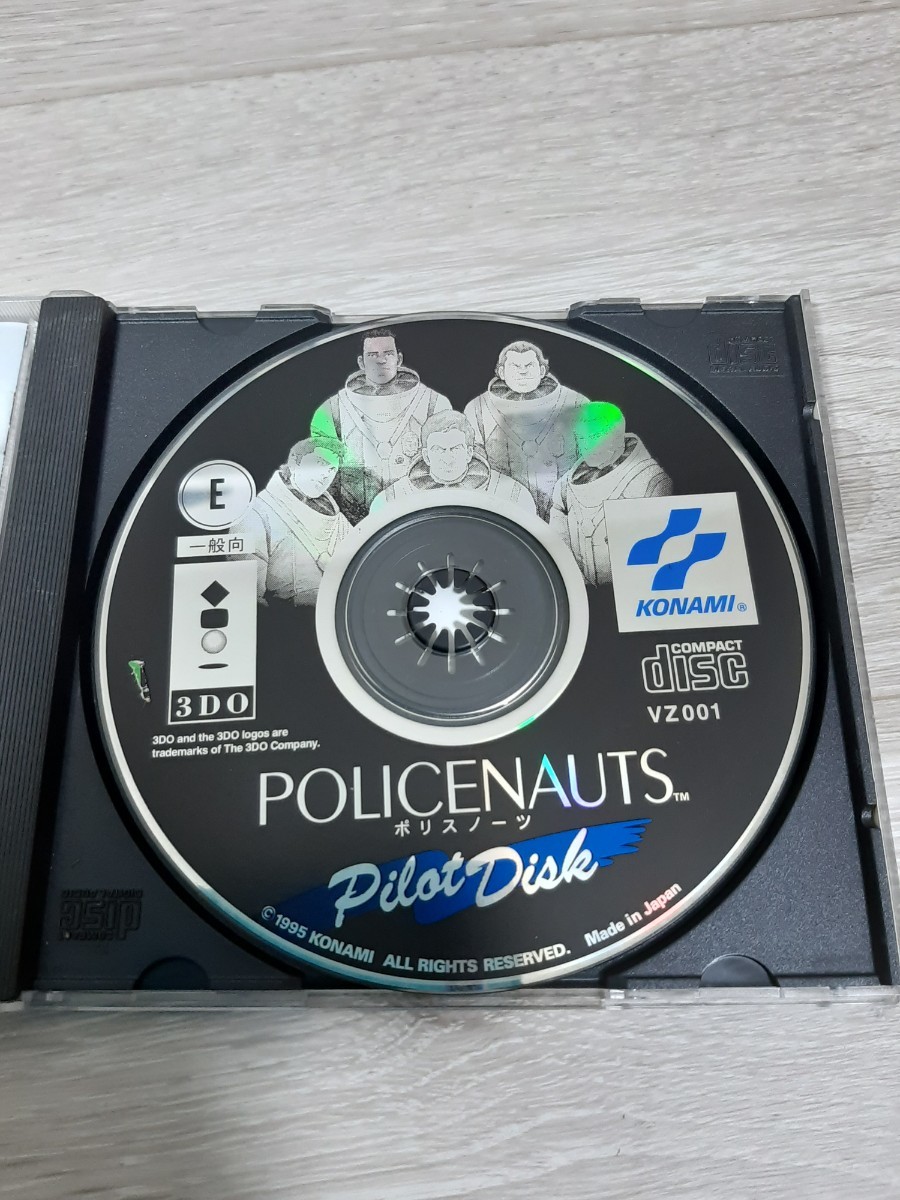 E
一般向
3DO
3DO and the 3DO logos are
trademarks of The 3DO Company.
KONAMI®
COMPACT
disc
VZ001
POLICENAUTS™
ポリスノーツ
Pilot Disk
©1995 KONAMI ALL RIGHTS RESERVED. Made in Japan